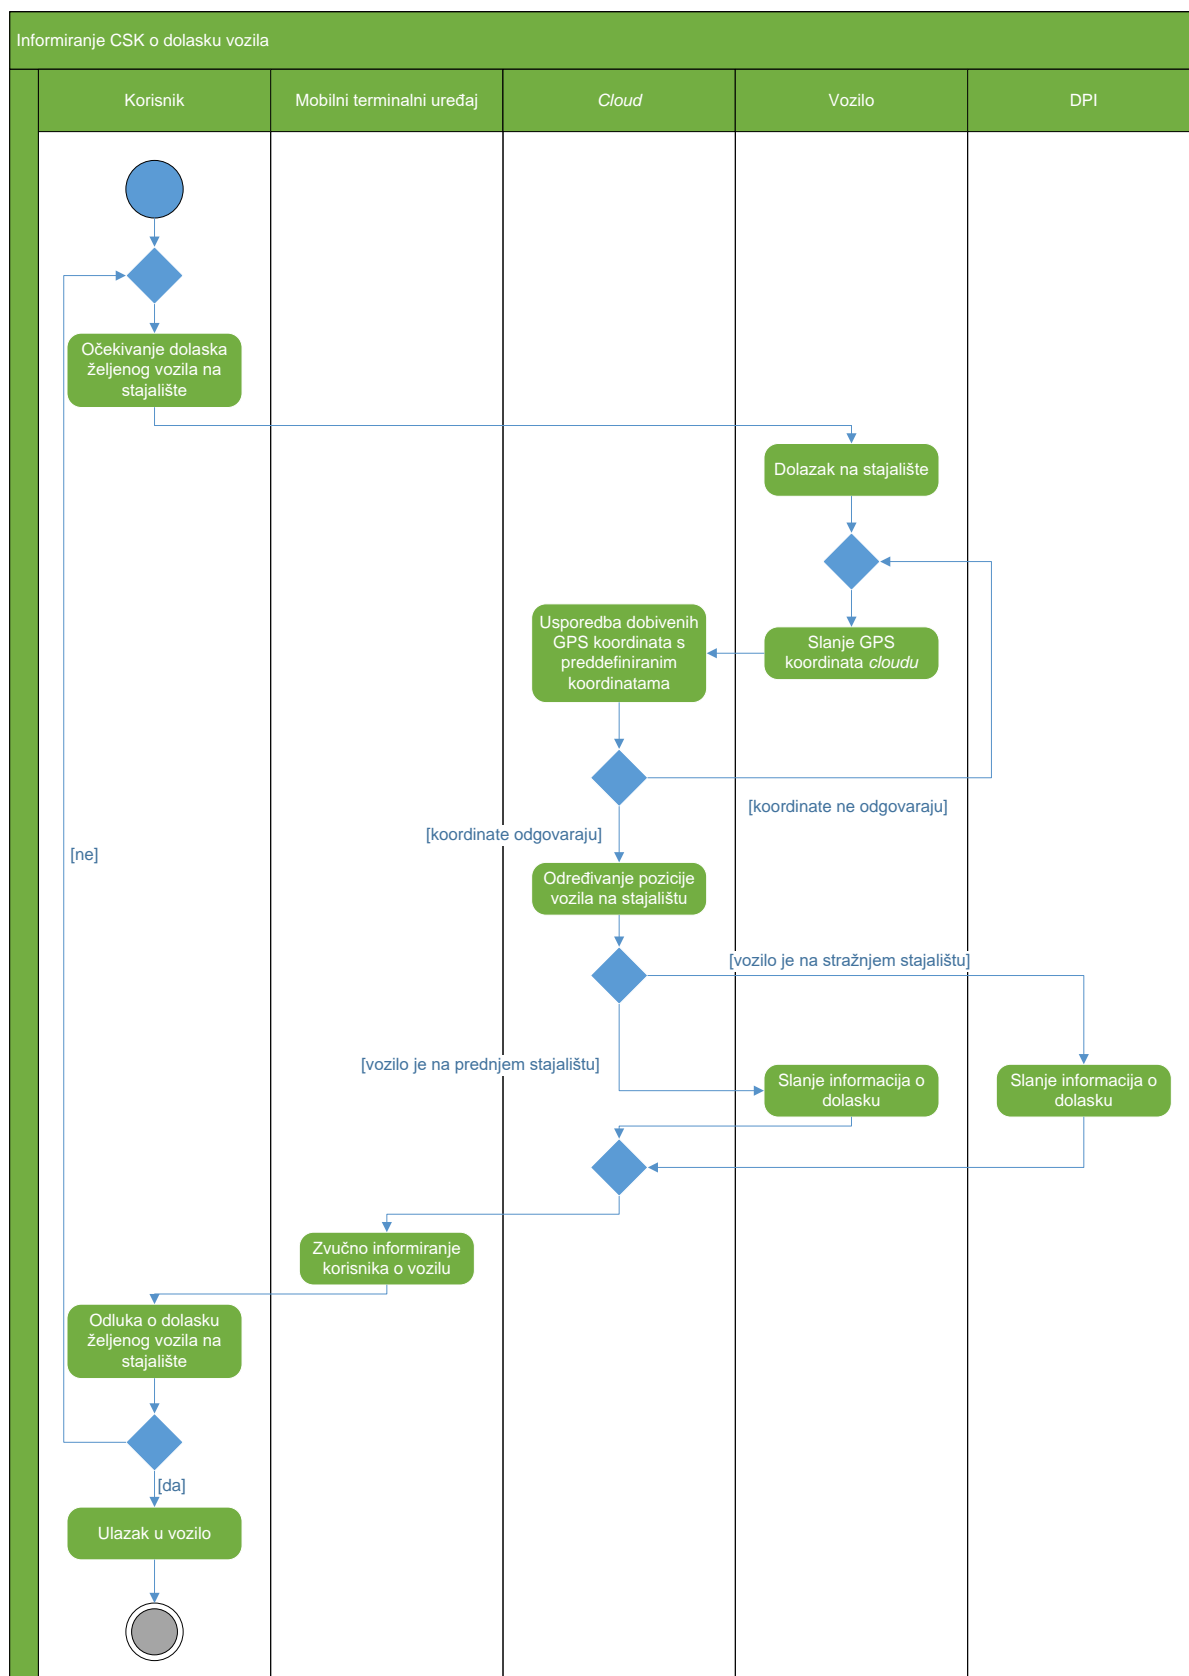 Informiranje CSK o dolasku vozila
Korisnik
Mobilni terminalni uređaj
Cloud
Vozilo
DPI
Očekivanje dolaska
željenog vozila na
stajalište
Dolazak na stajalište
Slanje GPS
koordinata cloudu
Usporedba dobivenih
GPS koordinata s
preddefiniranim
koordinatama
[koordinate ne odgovaraju]
[koordinate odgovaraju]
[ne]
Određivanje pozicije
vozila na stajalištu
[vozilo je na stražnjem stajalištu]
[vozilo je na prednjem stajalištu]
Slanje informacija o
dolasku
Slanje informacija o
dolasku
Zvučno informiranje
korisnika o vozilu
Odluka o dolasku
željenog vozila na
stajalište
[da]
Ulazak u vozilo